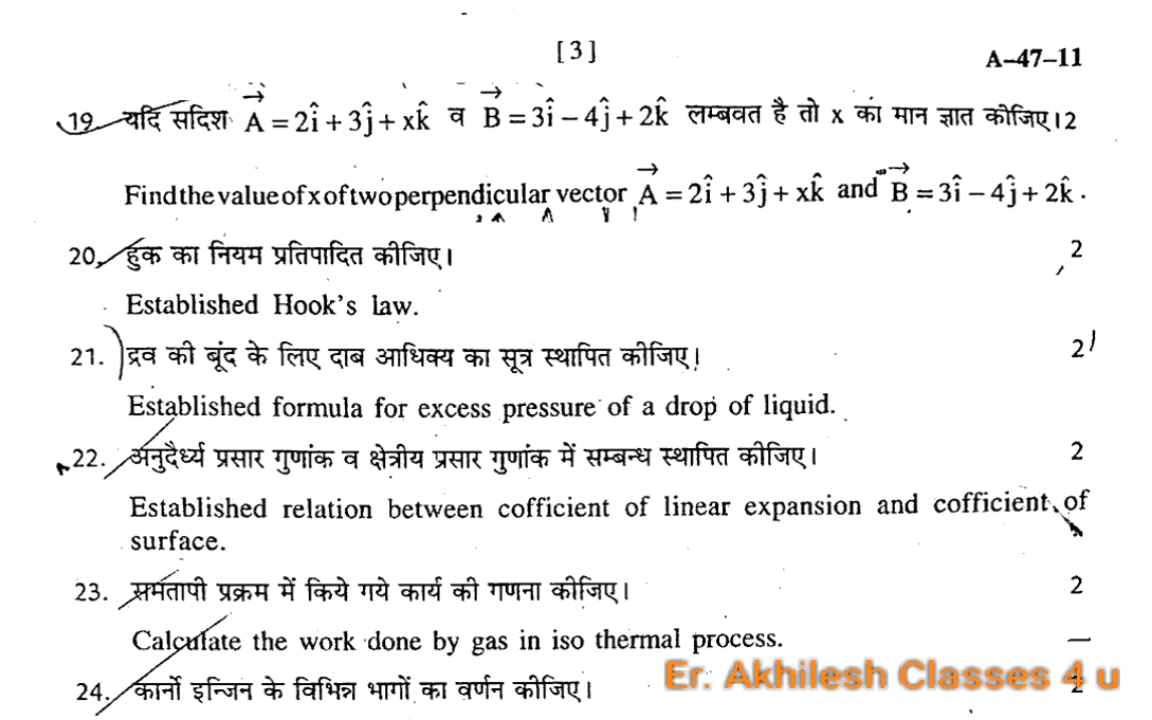 [3]
A-47-11
19. यदि सदिश A⃗ = 2î + 3ĵ + xk̂ व B⃗ = 3î – 4ĵ + 2k̂ लम्बवत है तो x का मान ज्ञात कीजिए।2
Find the value of x of two perpendicular vector A⃗ = 2î + 3ĵ + xk̂ and B⃗ = 3î – 4ĵ + 2k̂ .
20. हुक का नियम प्रतिपादित कीजिए। 2
Established Hook's law.
21. द्रव की बूंद के लिए दाब आधिक्य का सूत्र स्थापित कीजिए। 2
Established formula for excess pressure of a drop of liquid.
22. अनुदैर्ध्य प्रसार गुणांक व क्षेत्रीय प्रसार गुणांक में सम्बन्ध स्थापित कीजिए। 2
Established relation between cofficient of linear expansion and cofficient of
surface.
23. समतापी प्रक्रम में किये गये कार्य की गणना कीजिए। 2
Calculate the work done by gas in iso thermal process.
24. कार्नो इन्जिन के विभिन्न भागों का वर्णन कीजिए। 2
Er. Akhilesh Classes 4 u